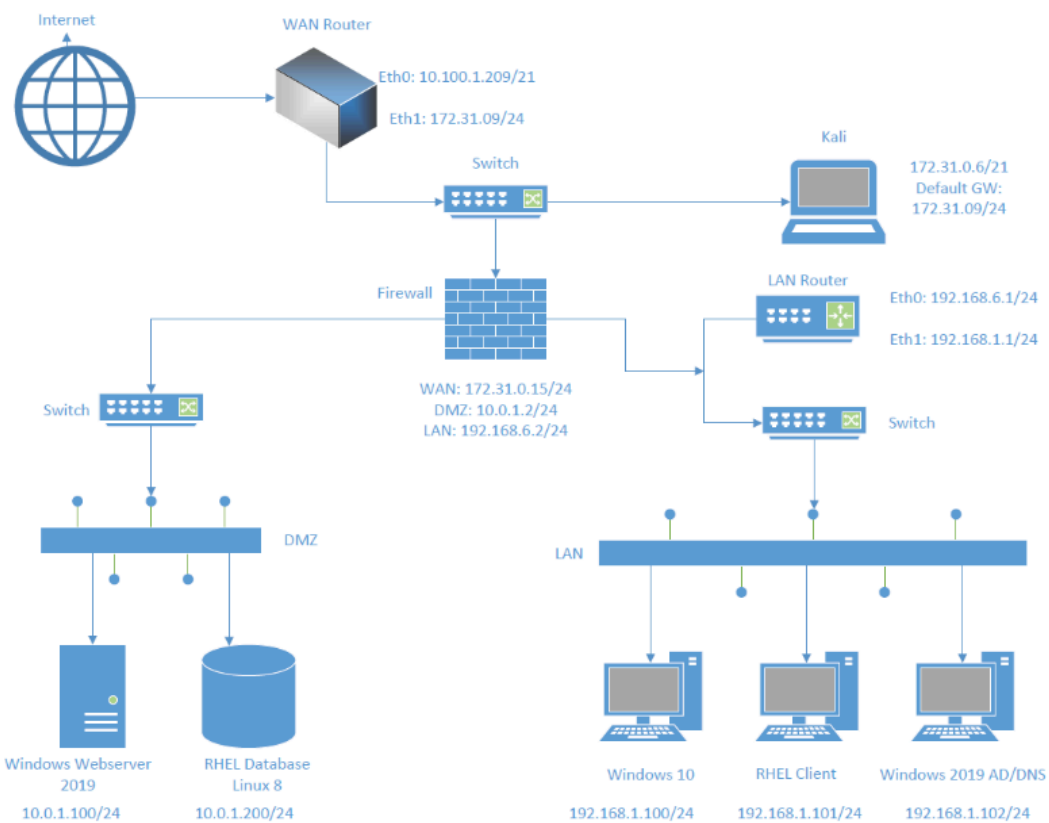 Internet
WAN Router
Eth0: 10.100.1.209/21
Eth1: 172.31.09/24
Switch
Kali
172.31.0.6/21
Default GW:
172.31.09/24
Firewall
WAN: 172.31.0.15/24
DMZ: 10.0.1.2/24
LAN: 192.168.6.2/24
LAN Router
Eth0: 192.168.6.1/24
Eth1: 192.168.1.1/24
Switch
Switch
DMZ
LAN
Windows Webserver
2019
10.0.1.100/24
RHEL Database
Linux 8
10.0.1.200/24
Windows 10
192.168.1.100/24
RHEL Client
192.168.1.101/24
Windows 2019 AD/DNS
192.168.1.102/24